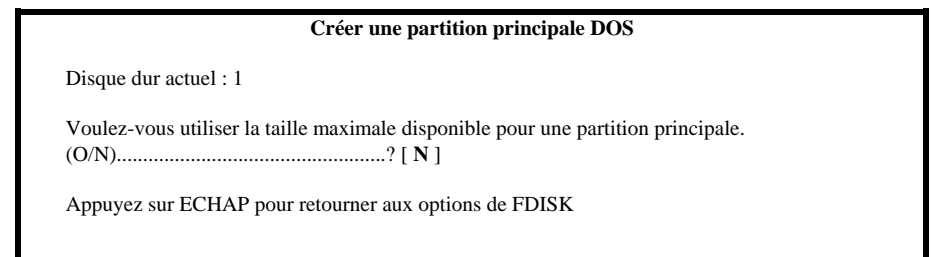 Créer une partition principale DOS
Disque dur actuel : 1
Voulez-vous utiliser la taille maximale disponible pour une partition principale.
(O/N)....................................................? [ N ]
Appuyez sur ECHAP pour retourner aux options de FDISK